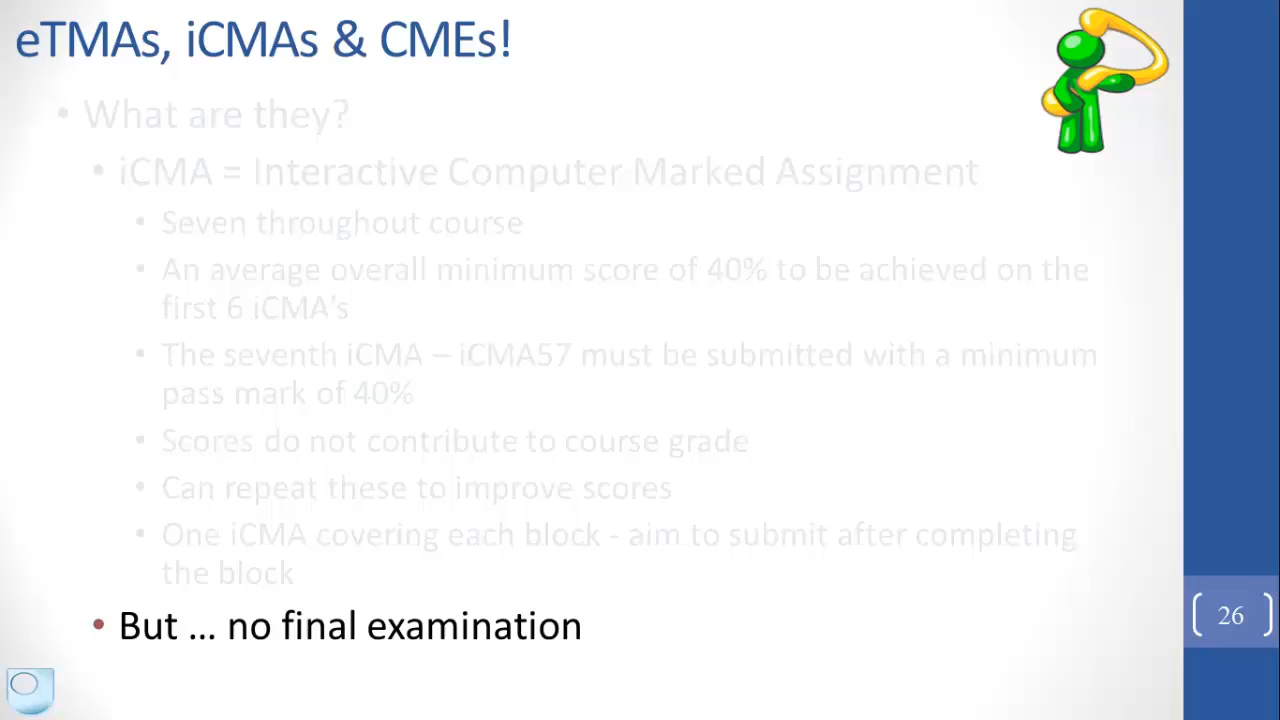 eTMAs, iCMAs & CMEs!
• What are they?
• iCMA = Interactive Computer Marked Assignment
• Seven throughout course
• An average overall minimum score of 40% to be achieved on the
first 6 iCMA's
• The seventh iCMA – iCMA57 must be submitted with a minimum
pass mark of 40%
• Scores do not contribute to course grade
• Can repeat these to improve scores
• One iCMA covering each block - aim to submit after completing
the block
• But ... no final examination
26